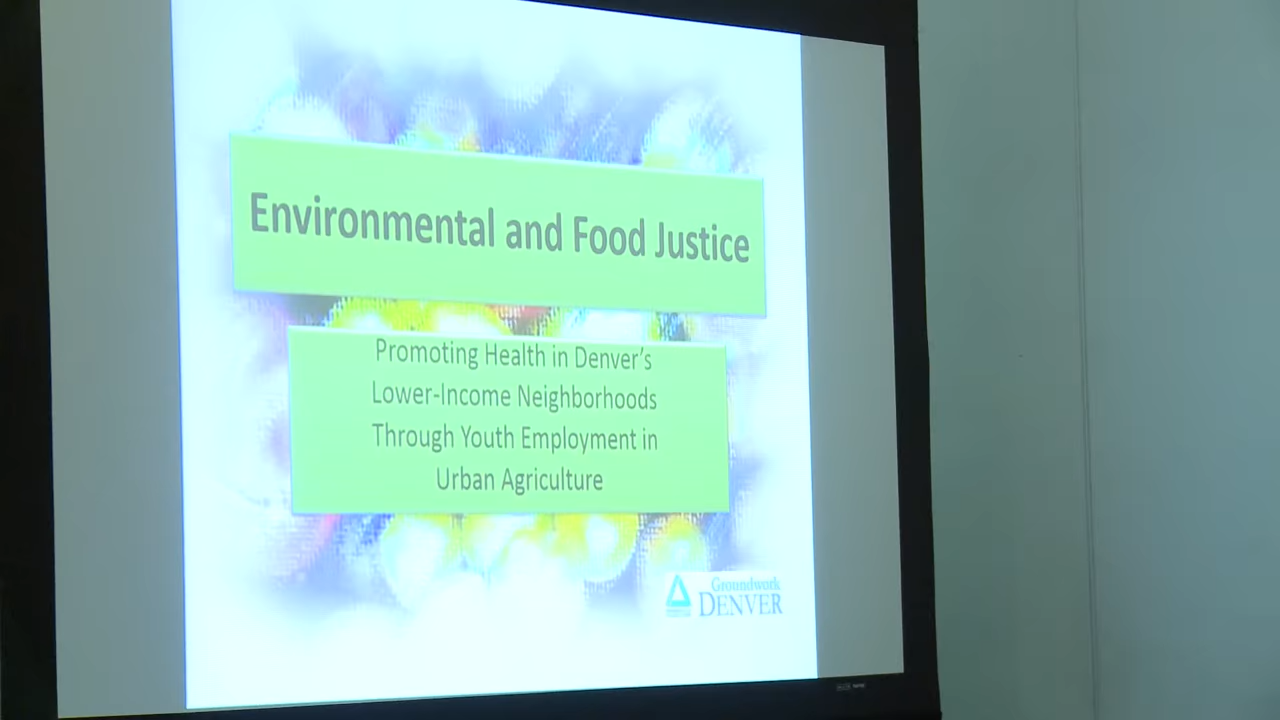 Environmental and Food Justice
Promoting Health in Denver's
Lower-Income Neighborhoods
Through Youth Employment in
Urban Agriculture
Groundwork
DENVER